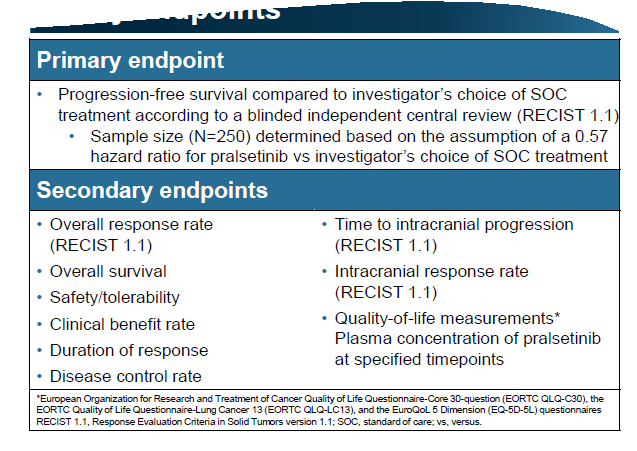 endpoints
Primary endpoint
• Progression-free survival compared to investigator’s choice of SOC
treatment according to a blinded independent central review (RECIST 1.1)
• Sample size (N=250) determined based on the assumption of a 0.57
hazard ratio for pralsetinib vs investigator’s choice of SOC treatment
Secondary endpoints
• Overall response rate
(RECIST 1.1)
• Overall survival
• Safety/tolerability
• Clinical benefit rate
• Duration of response
• Disease control rate
• Time to intracranial progression
(RECIST 1.1)
• Intracranial response rate
(RECIST 1.1)
• Quality-of-life measurements*
Plasma concentration of pralsetinib
at specified timepoints
*European Organization for Research and Treatment of Cancer Quality of Life Questionnaire-Core 30-question (EORTC QLQ-C30), the
EORTC Quality of Life Questionnaire-Lung Cancer 13 (EORTC QLQ-LC13), and the EuroQoL 5 Dimension (EQ-5D-5L) questionnaires
RECIST 1.1, Response Evaluation Criteria in Solid Tumors version 1.1; SOC, standard of care; vs, versus.